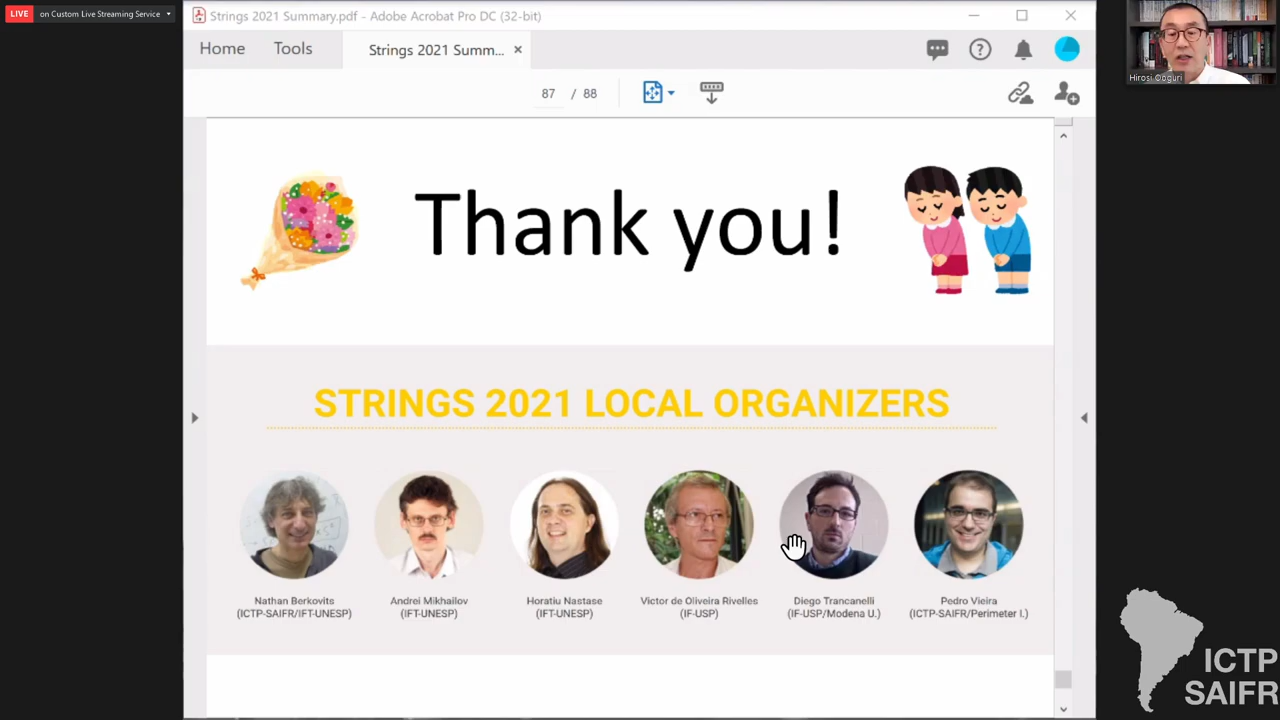 LIVE on Custom Live Streaming Service
Strings 2021 Summary.pdf - Adobe Acrobat Pro DC (32-bit)
Home Tools Strings 2021 Summ... ×
87 / 88
Hirosi Ooguri
Thank you!
STRINGS 2021 LOCAL ORGANIZERS
Nathan Berkovits
(ICTP-SAIFR/IFT-UNESP)
Andrei Mikhailov
(IFT-UNESP)
Horatiu Nastase
(IFT-UNESP)
Victor de Oliveira Rivelles
(IF-USP)
Diego Trancanelli
(IF-USP/Modena U.)
Pedro Vieira
(ICTP-SAIFR/Perimeter I.)
ICTP
SAIFR